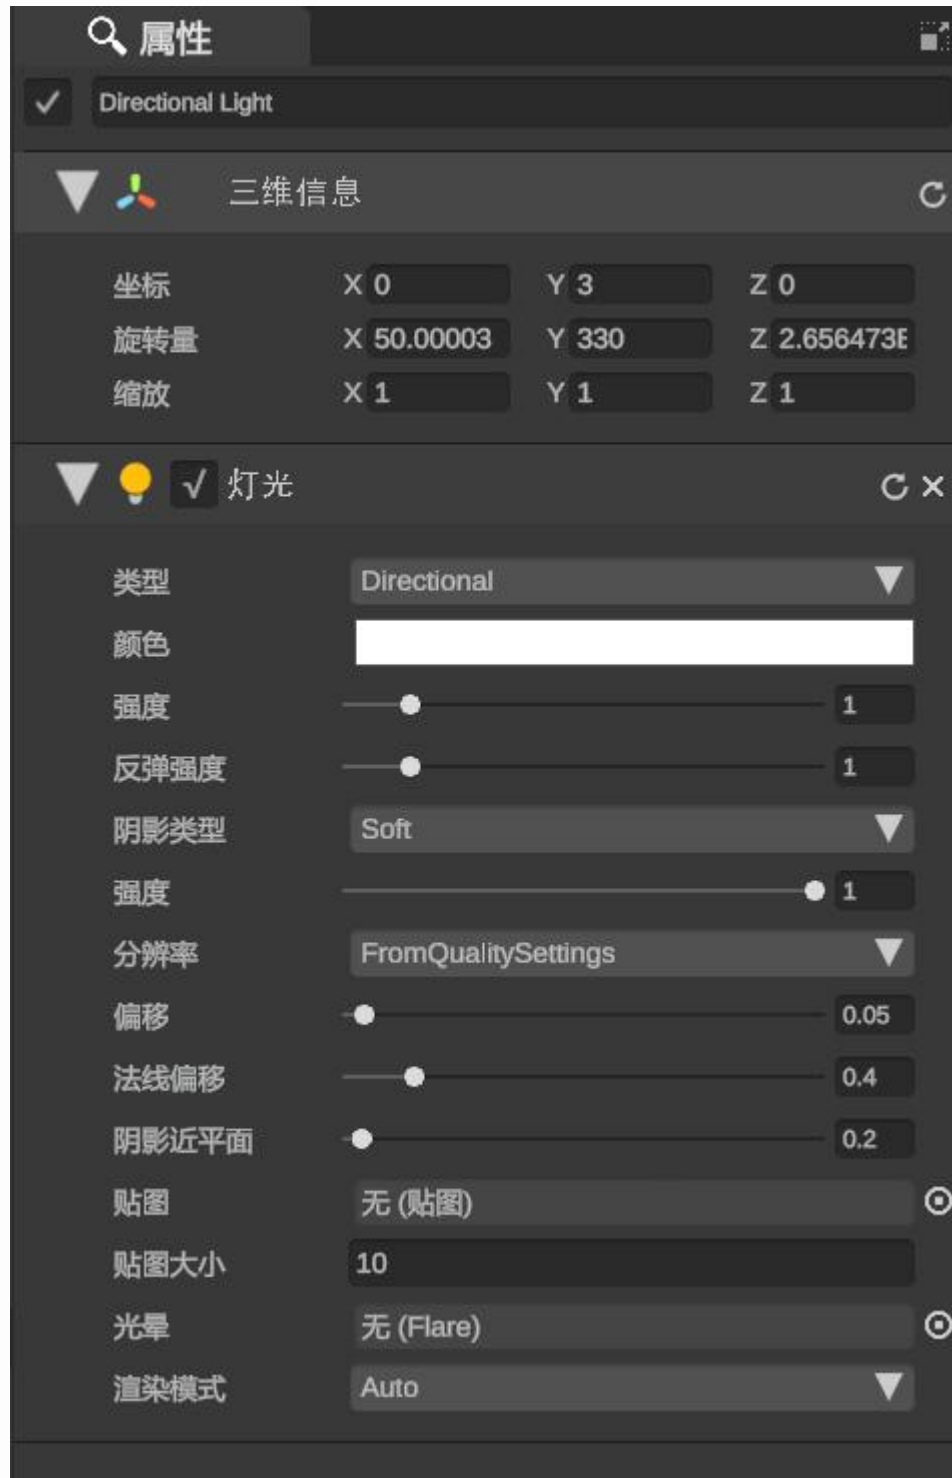 属性
Directional Light
三维信息
坐标 X 0 Y 3 Z 0
旋转量 X 50.00003 Y 330 Z 2.656473E
缩放 X 1 Y 1 Z 1
灯光
类型 Directional
颜色
强度 1
反弹强度 1
阴影类型 Soft
强度 1
分辨率 FromQualitySettings
偏移 0.05
法线偏移 0.4
阴影近平面 0.2
贴图 无 (贴图)
贴图大小 10
光晕 无 (Flare)
渲染模式 Auto